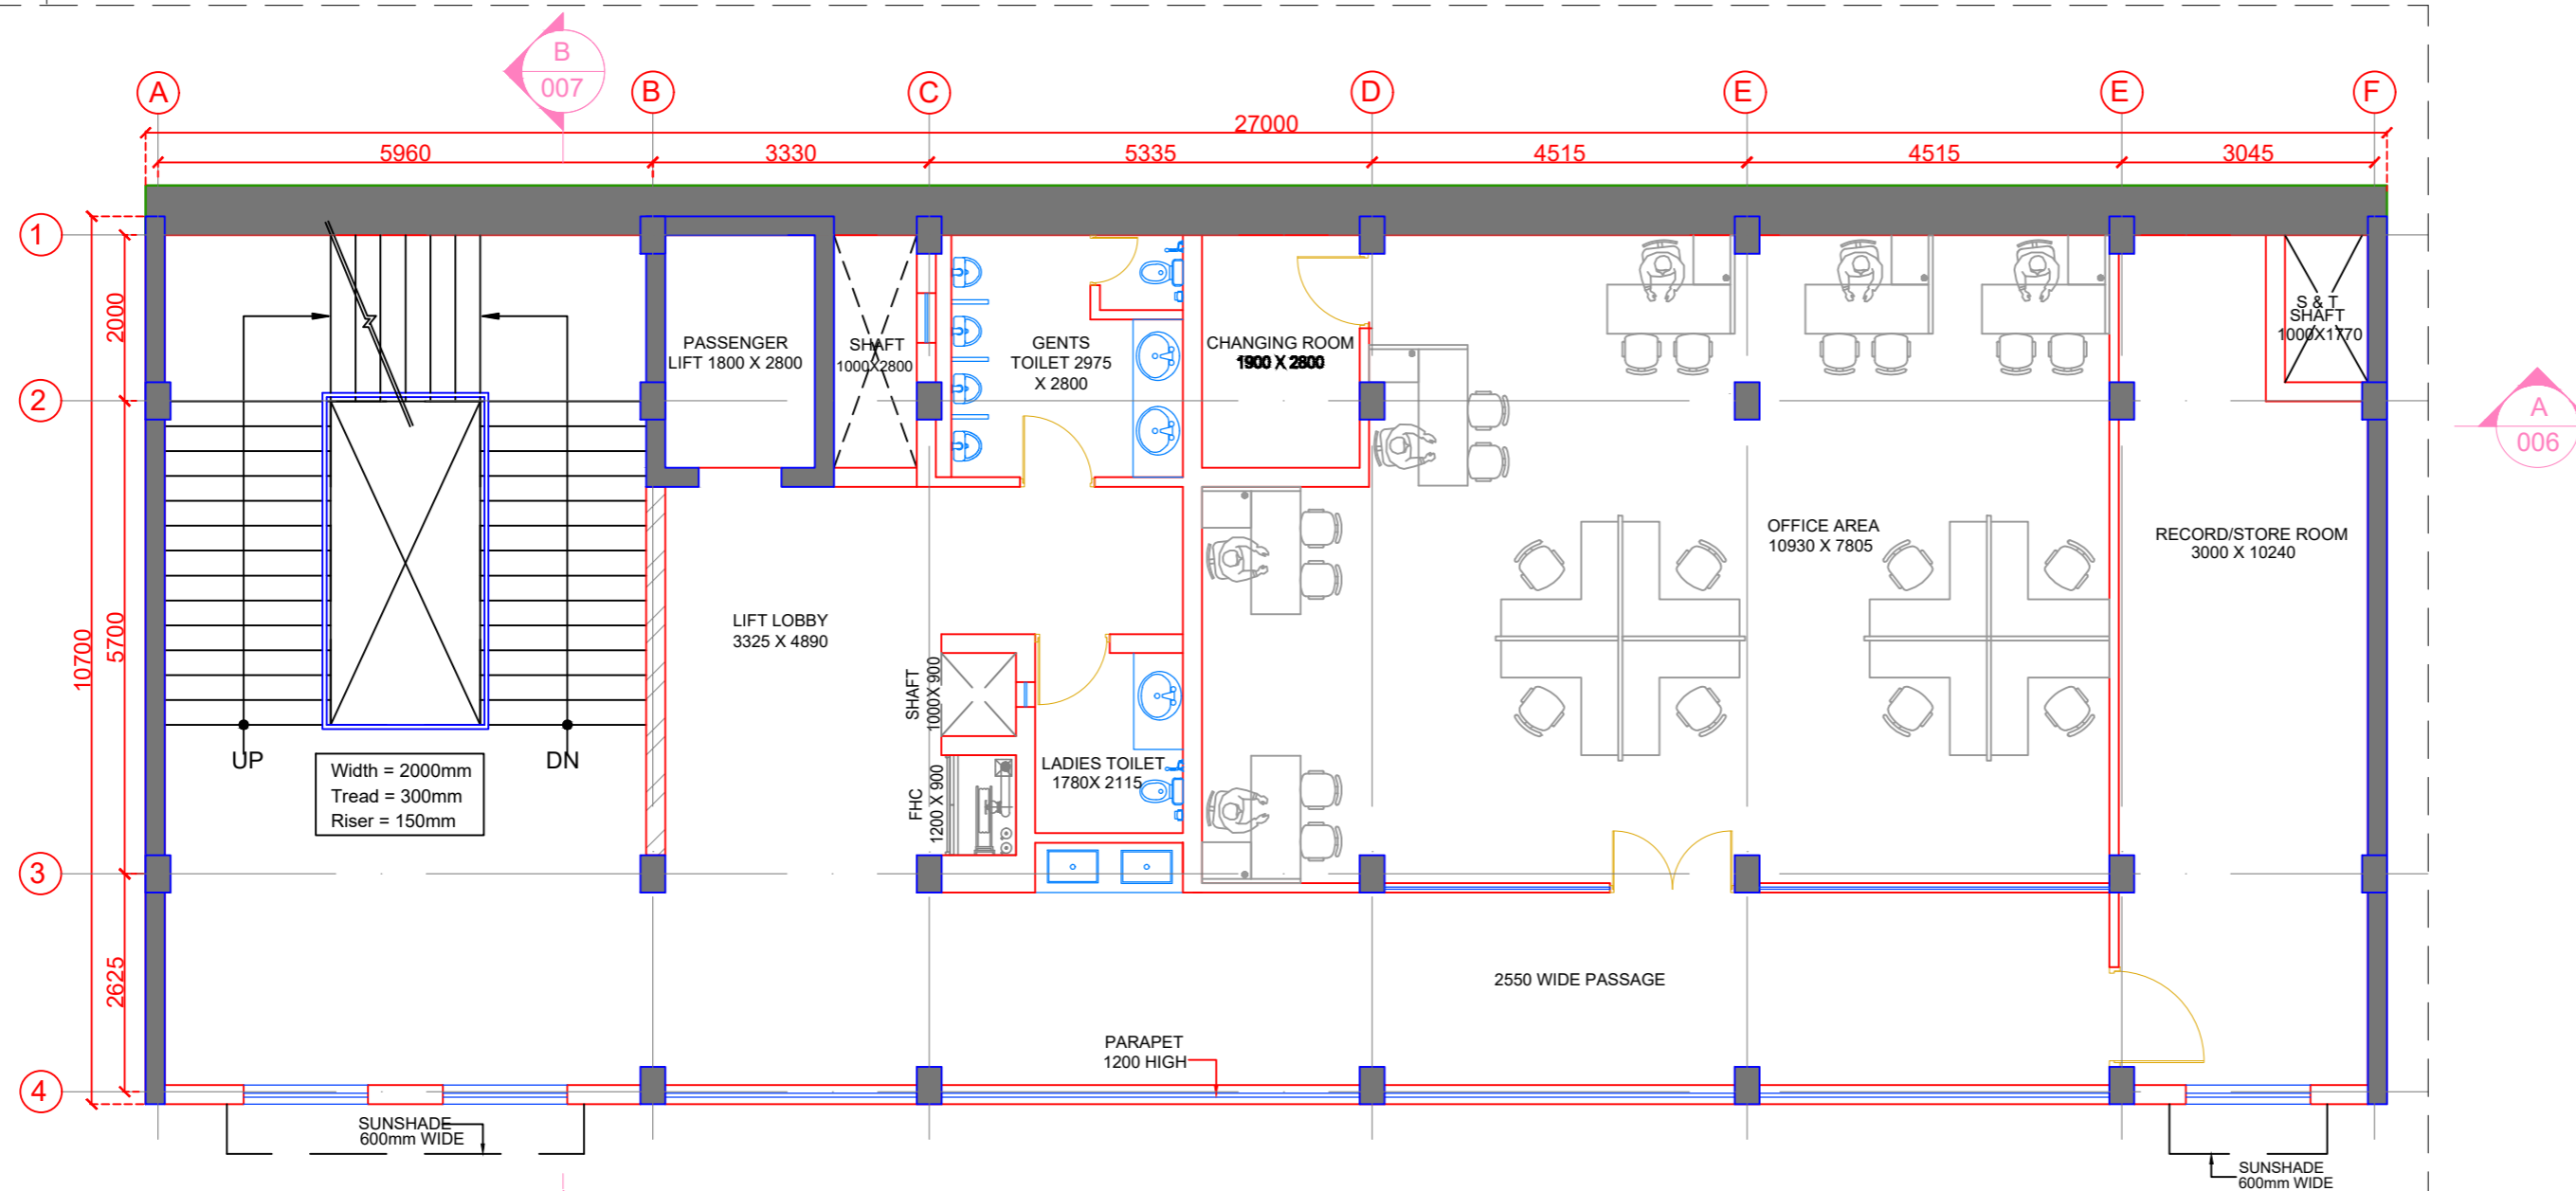 B
007
A
B
C
D
E
E
F
27000
5960
3330
5335
4515
4515
3045
1
2
3
4
2000
5700
10700
2625
PASSENGER
LIFT 1800 X 2800
SHAFT
1000X2800
GENTS
TOILET 2975
X 2800
CHANGING ROOM
1900 X 2800
S & T
SHAFT
1000X1770
A
006
OFFICE AREA
10930 X 7805
RECORD/STORE ROOM
3000 X 10240
LIFT LOBBY
3325 X 4890
SHAFT
1000X 900
FHC
1200 X 900
LADIES TOILET
1780X 2115
UP
DN
Width = 2000mm
Tread = 300mm
Riser = 150mm
2550 WIDE PASSAGE
PARAPET
1200 HIGH
SUNSHADE
600mm WIDE
SUNSHADE
600mm WIDE